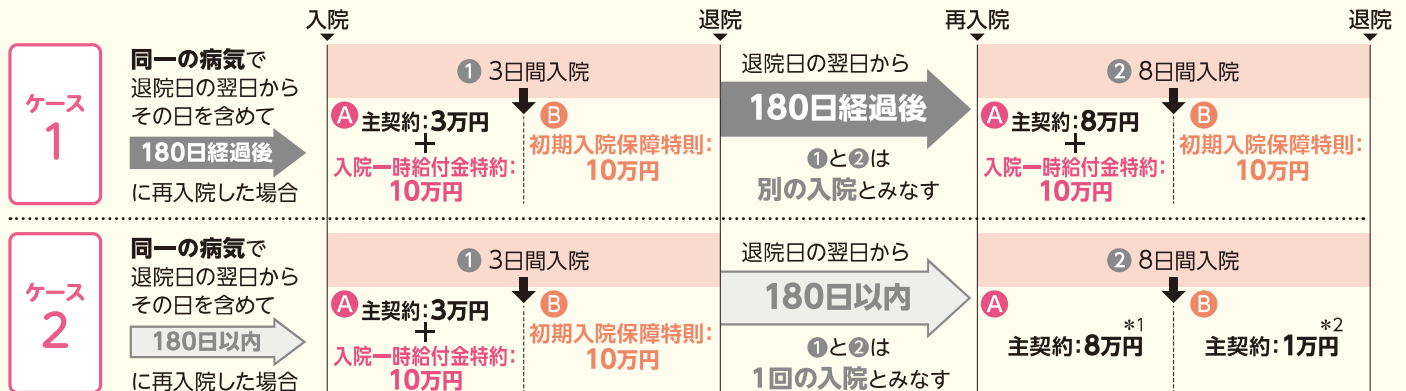 入院
退院
再入院
退院
ケース
1
同一の病気で
退院日の翌日から
その日を含めて
180日経過後
に再入院した場合
❶ 3日間入院
A 主契約:3万円
+
入院一時給付金特約:
10万円
B
初期入院保障特則:
10万円
退院日の翌日から
180日経過後
❶と❷は
別の入院とみなす
❷ 8日間入院
A 主契約:8万円
+
入院一時給付金特約:
10万円
B
初期入院保障特則:
10万円
ケース
2
同一の病気で
退院日の翌日から
その日を含めて
180日以内
に再入院した場合
❶ 3日間入院
A 主契約:3万円
+
入院一時給付金特約:
10万円
B
初期入院保障特則:
10万円
退院日の翌日から
180日以内
❶と❷は
1回の入院とみなす
❷ 8日間入院
A
主契約:8万円*1
B
主契約:1万円*2